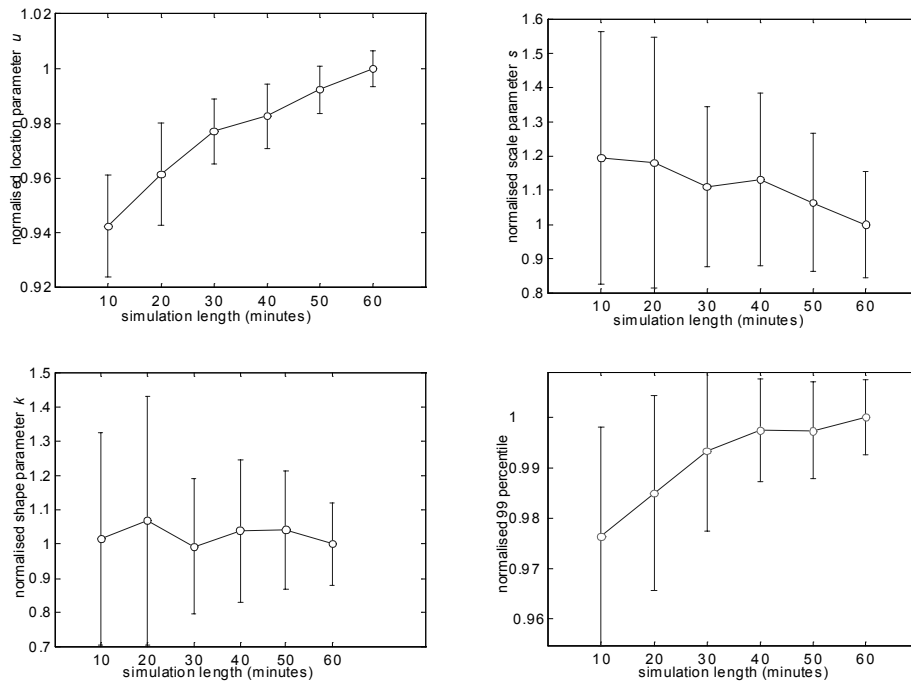 1.02
1
0.98
0.96
0.94
0.92
normalised location parameter u
10 20 30 40 50 60
simulation length (minutes)
1.6
1.5
1.4
1.3
1.2
1.1
1
0.9
0.8
normalised scale parameter s
10 20 30 40 50 60
simulation length (minutes)
1.5
1.4
1.3
1.2
1.1
1
0.9
0.8
0.7
normalised shape parameter k
10 20 30 40 50 60
simulation length (minutes)
1
0.99
0.98
0.97
0.96
normalised 99 percentile
10 20 30 40 50 60
simulation length (minutes)